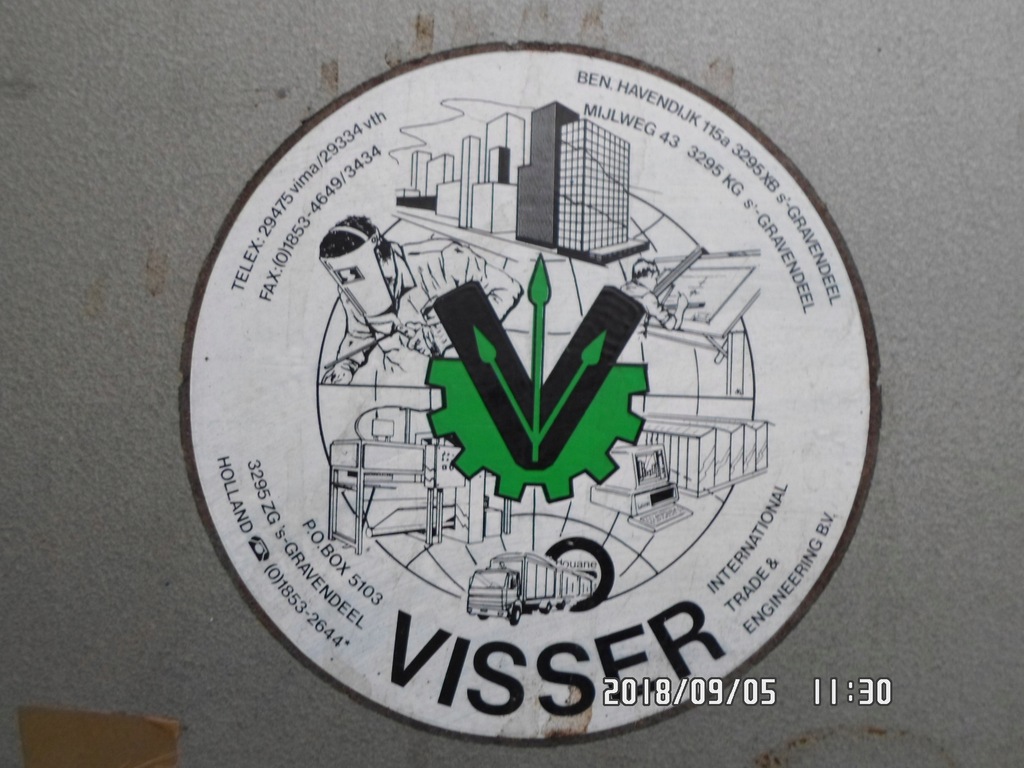 TELEX: 29475 vima/29334 vth
FAX:(0)1853-4649/3434
BEN. HAVENDIJK 115a 3295 XB s'-GRAVENDEEL
MIJLWEG 43 3295 KG s'-GRAVENDEEL
V
douane
P.O.BOX 5103
3295 ZG 's-GRAVENDEEL
HOLLAND ☎ (0)1853-2644*
VISSER
INTERNATIONAL
TRADE &
ENGINEERING B.V.
2018/09/05 11:30